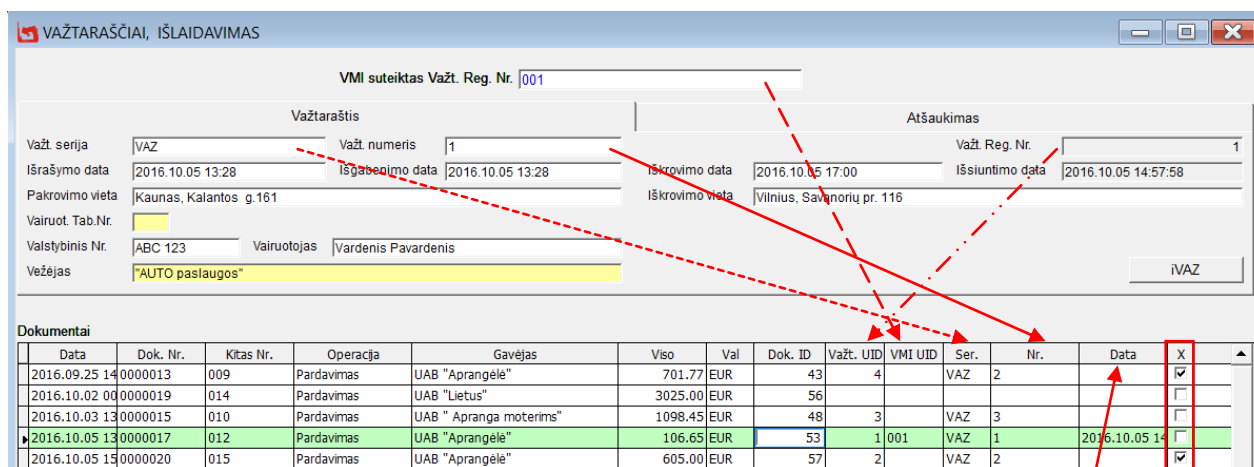 VAŽTARAŠČIAI, IŠLAIDAVIMAS
VMI suteiktas Važt. Reg. Nr. 001
Važtaraštis Atšaukimas
Važt. serija VAZ Važt. numeris 1 Važt. Reg. Nr. 1
Išrašymo data 2016.10.05 13:28 Išgabenimo data 2016.10.05 13:28 Iškrovimo data 2016.10.05 17:00 Išsiuntimo data 2016.10.05 14:57:58
Pakrovimo vieta Kaunas, Kalantos g.161 Iškrovimo vieta Vilnius, Savanorių pr. 116
Vairuot. Tab.Nr.
Valstybinis Nr. ABC 123 Vairuotojas Vardenis Pavardenis
Vežėjas "AUTO paslaugos" iVAZ
Dokumentai
Data Dok. Nr. Kitas Nr. Operacija Gavėjas Viso Val Dok. ID Važt. UID VMI UID Ser. Nr. Data X
2016.09.25 14 0000013 009 Pardavimas UAB "Aprangėlė" 701.77 EUR 43 4 VAZ 2
2016.10.02 00 0000019 014 Pardavimas UAB "Lietus" 3025.00 EUR 56
2016.10.03 13 0000015 010 Pardavimas UAB " Apranga moterims" 1098.45 EUR 48 3 VAZ 3
2016.10.05 13 0000017 012 Pardavimas UAB "Aprangėlė" 106.65 EUR 53 1 001 VAZ 1 2016.10.05 14
2016.10.05 15 0000020 015 Pardavimas UAB "Aprangėlė" 605.00 EUR 57 2 VAZ 2